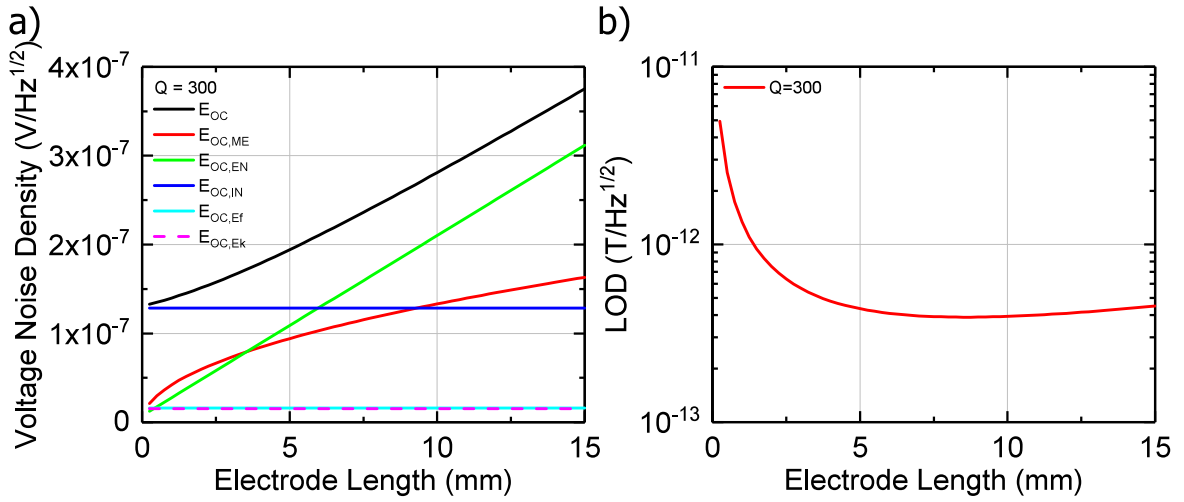 a)
Voltage Noise Density (V/Hz^1/2)
4x10^-7
3x10^-7
2x10^-7
1x10^-7
0
Q = 300
E_OC
E_OC,ME
E_OC,EN
E_OC,IN
E_OC,Ef
E_OC,Ek
0 5 10 15
Electrode Length (mm)
b)
LOD (T/Hz^1/2)
10^-11
10^-12
10^-13
Q=300
0 5 10 15
Electrode Length (mm)